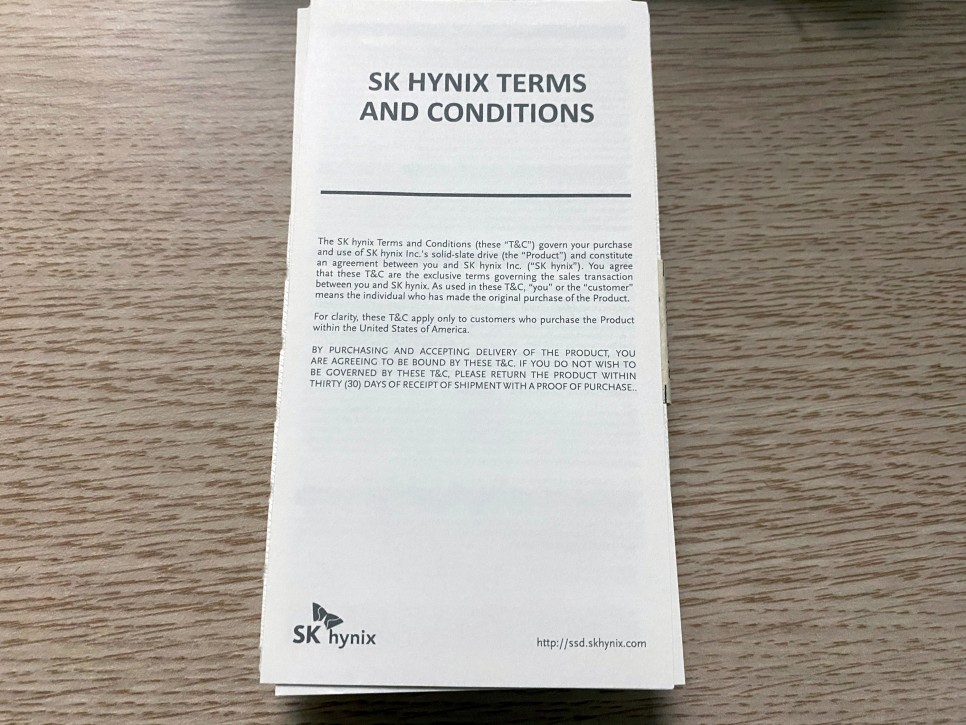 SK HYNIX TERMS
AND CONDITIONS
The SK hynix Terms and Conditions (these “T&C”) govern your purchase
and use of SK hynix Inc.'s solid-slate drive (the “Product”) and constitute
an agreement between you and SK hynix Inc. (“SK hynix”). You agree
that these T&C are the exclusive terms governing the sales transaction
between you and SK hynix. As used in these T&C, “you” or the “customer”
means the individual who has made the original purchase of the Product.
For clarity, these T&C apply only to customers who purchase the Product
within the United States of America.
BY PURCHASING AND ACCEPTING DELIVERY OF THE PRODUCT, YOU
ARE AGREEING TO BE BOUND BY THESE T&C. IF YOU DO NOT WISH TO
BE GOVERNED BY THESE T&C, PLEASE RETURN THE PRODUCT WITHIN
THIRTY (30) DAYS OF RECEIPT OF SHIPMENT WITH A PROOF OF PURCHASE..
SK hynix
http://ssd.skhynix.com